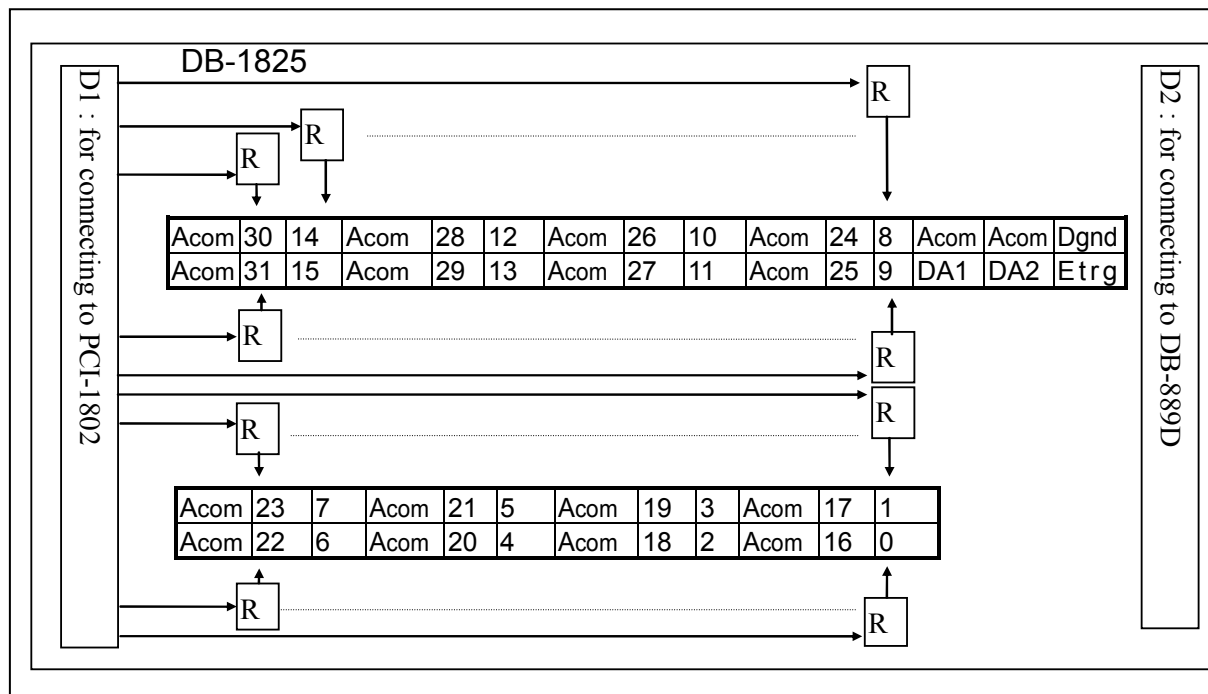 DB-1825
D1 : for connecting to PCI-1802
D2 : for connecting to DB-889D
R
R
R
Acom 30 14 Acom 28 12 Acom 26 10 Acom 24 8 Acom Acom Dgnd
Acom 31 15 Acom 29 13 Acom 27 11 Acom 25 9 DA1 DA2 Etrg
R
R
R
R
Acom 23 7 Acom 21 5 Acom 19 3 Acom 17 1
Acom 22 6 Acom 20 4 Acom 18 2 Acom 16 0
R
R